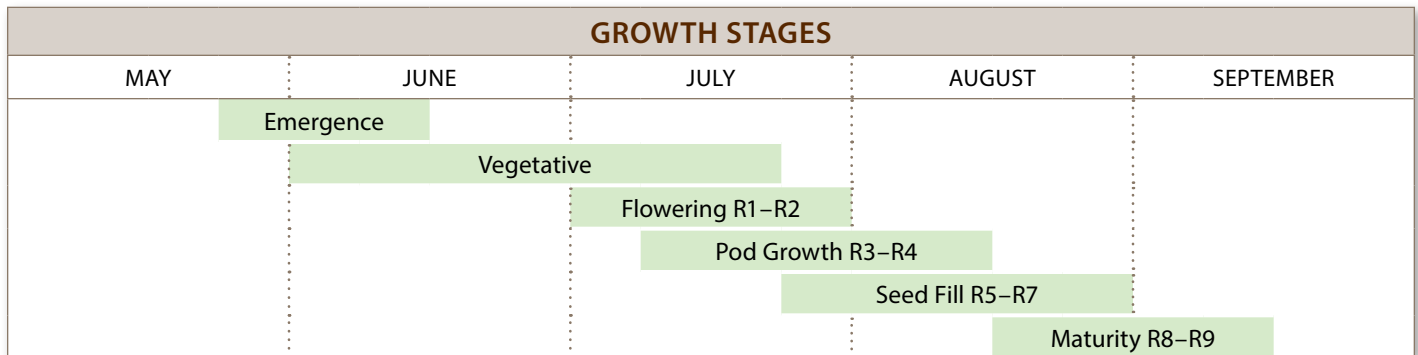 GROWTH STAGES
MAY JUNE JULY AUGUST SEPTEMBER
Emergence
Vegetative
Flowering R1–R2
Pod Growth R3–R4
Seed Fill R5–R7
Maturity R8–R9